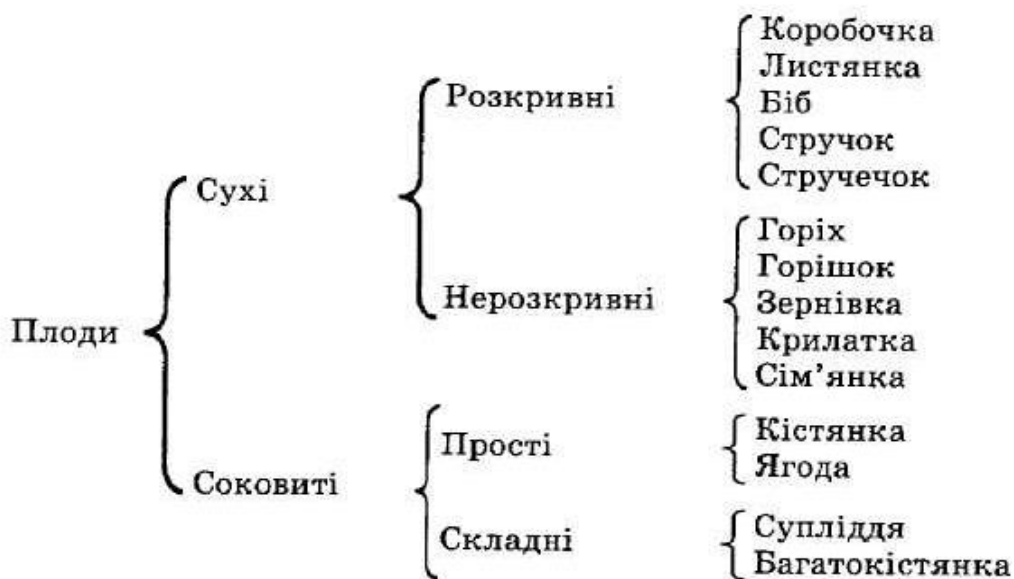 Плоди
Сухі
Розкривні
Коробочка
Листянка
Біб
Стручок
Стручечок
Нерозкривні
Горіх
Горішок
Зернівка
Крилатка
Сім’янка
Соковиті
Прості
Кістянка
Ягода
Складні
Супліддя
Багатокістянка